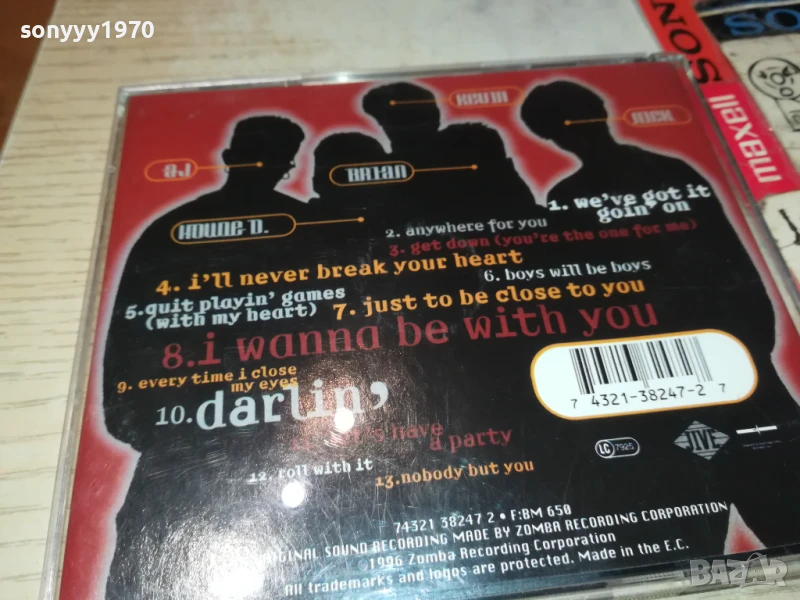 sonyyy1970
SONY
maxell
KEVIN
NICK
AJ
BRIAN
HOWIE D.
1. we've got it
goin' on
2. anywhere for you
3. get down (you're the one for me)
4. i'll never break your heart
5. quit playin' games
(with my heart)
6. boys will be boys
7. just to be close to you
8. i wanna be with you
9. every time i close
my eyes
10. darlin'
let's have
a party
12. roll with it
13. nobody but you
7 4321-38247-2 7
LC 7925
JIVE
74321 38247 2 • F:BM 650
ORIGINAL SOUND RECORDING MADE BY ZOMBA RECORDING CORPORATION
1996 Zomba Recording Corporation
All trademarks and logos are protected. Made in the E.C.
BAZAR